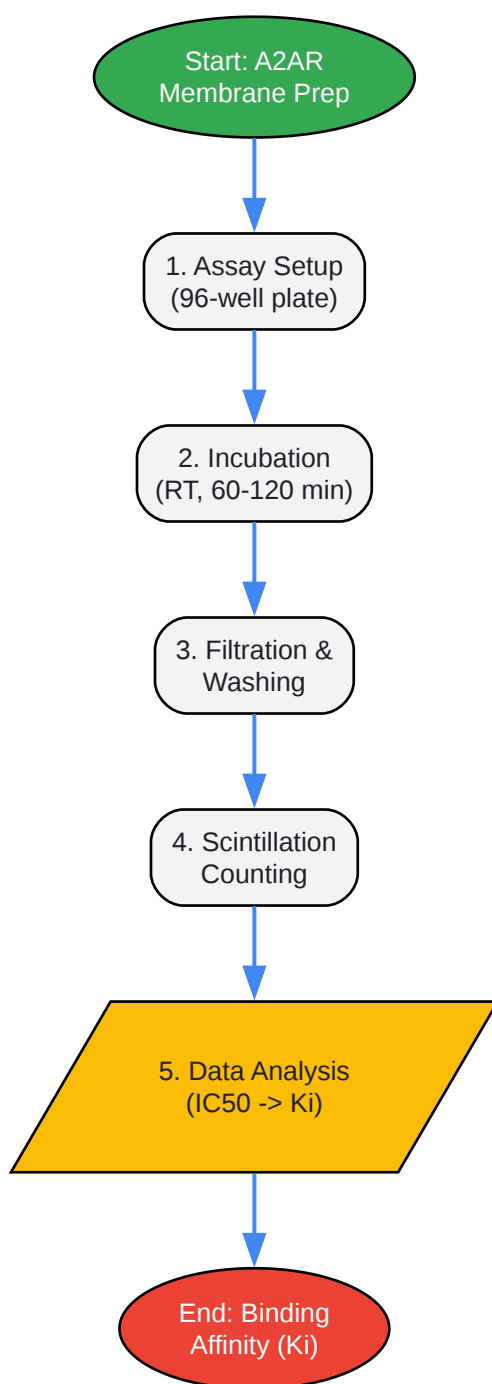 Start: A2AR
Membrane Prep
1. Assay Setup
(96-well plate)
2. Incubation
(RT, 60-120 min)
3. Filtration &
Washing
4. Scintillation
Counting
5. Data Analysis
(IC50 -> Ki)
End: Binding
Affinity (Ki)